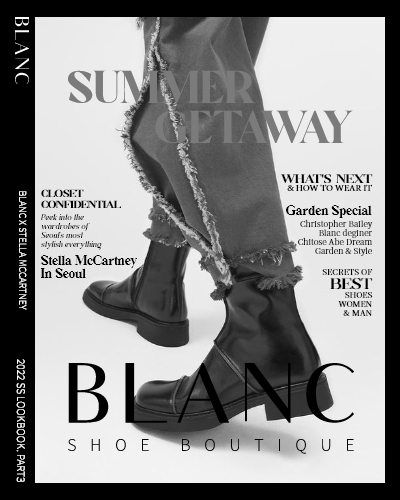 BLANC
BLANC X STELLA MCCARTNEY
2022 SS LOOKBOOK. PART3
SUMMER
GETAWAY
CLOSET
CONFIDENTIAL
Peek into the
wardrobes of
Seoul's most
stylish everything
Stella McCartney
In Seoul
WHAT'S NEXT
& HOW TO WEAR IT
Garden Special
Christopher Bailey
Blanc deginer
Chitose Abe Dream
Garden & Style
SECRETS OF
BEST
SHOES
WOMEN
& MAN
BLANC
SHOE BOUTIQUE